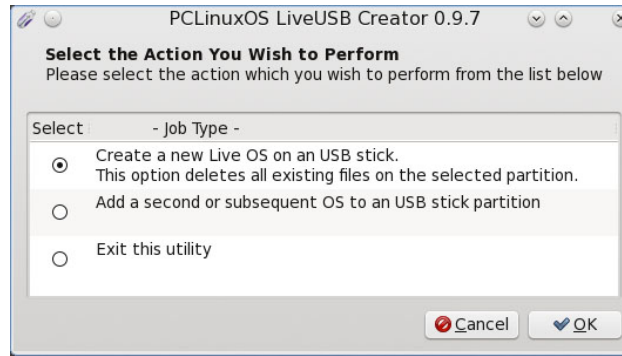 PCLinuxOS LiveUSB Creator 0.9.7
Select the Action You Wish to Perform
Please select the action which you wish to perform from the list below
Select - Job Type -
Create a new Live OS on an USB stick.
This option deletes all existing files on the selected partition.
Add a second or subsequent OS to an USB stick partition
Exit this utility
Cancel OK